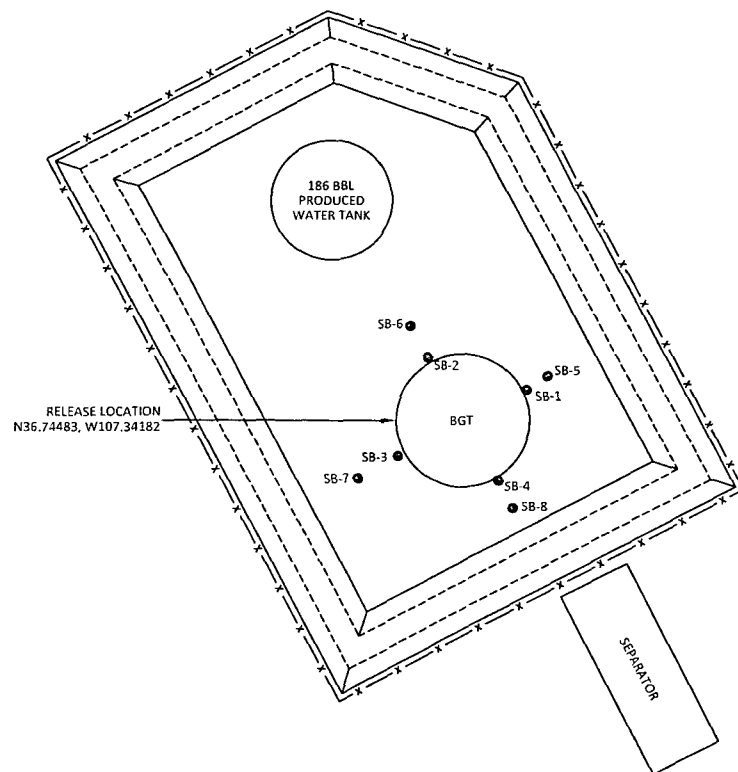 186 BBL
PRODUCED
WATER TANK
SB-6
SB-2
SB-5
SB-1
RELEASE LOCATION
N36.74483, W107.34182
BGT
SB-3
SB-7
SB-4
SB-8
SEPARATOR